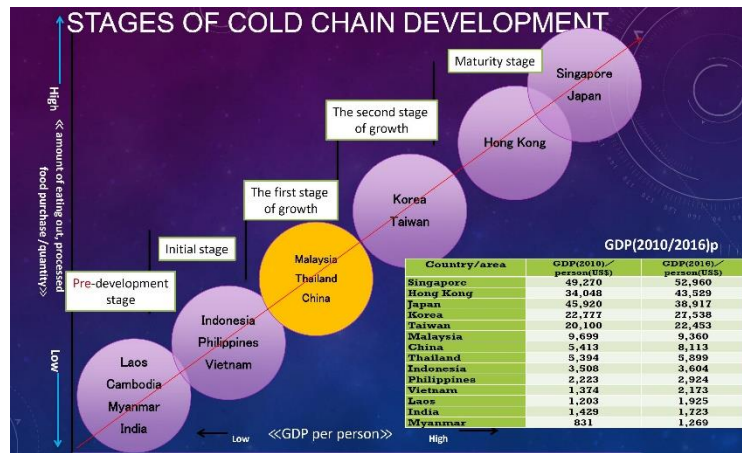 STAGES OF COLD CHAIN DEVELOPMENT
High
≪ amount of eating out, processed
food purchase /quantity≫
Low
Maturity stage
The second stage
of growth
The first stage
of growth
Initial stage
Pre-development
stage
Singapore
Japan
Hong Kong
Korea
Taiwan
Malaysia
Thailand
China
Indonesia
Philippines
Vietnam
Laos
Cambodia
Myanmar
India
Low ≪GDP per person≫ High
GDP(2010/2016)p
Country/area GDP(2010)／person(US$) GDP(2016)／person(US$)
Singapore 49,270 52,960
Hong Kong 34,048 43,529
Japan 45,920 38,917
Korea 22,777 27,538
Taiwan 20,100 22,453
Malaysia 9,699 9,360
China 5,413 8,113
Thailand 5,394 5,899
Indonesia 3,508 3,604
Philippines 2,223 2,924
Vietnam 1,374 2,173
Laos 1,203 1,925
India 1,429 1,723
Myanmar 831 1,269